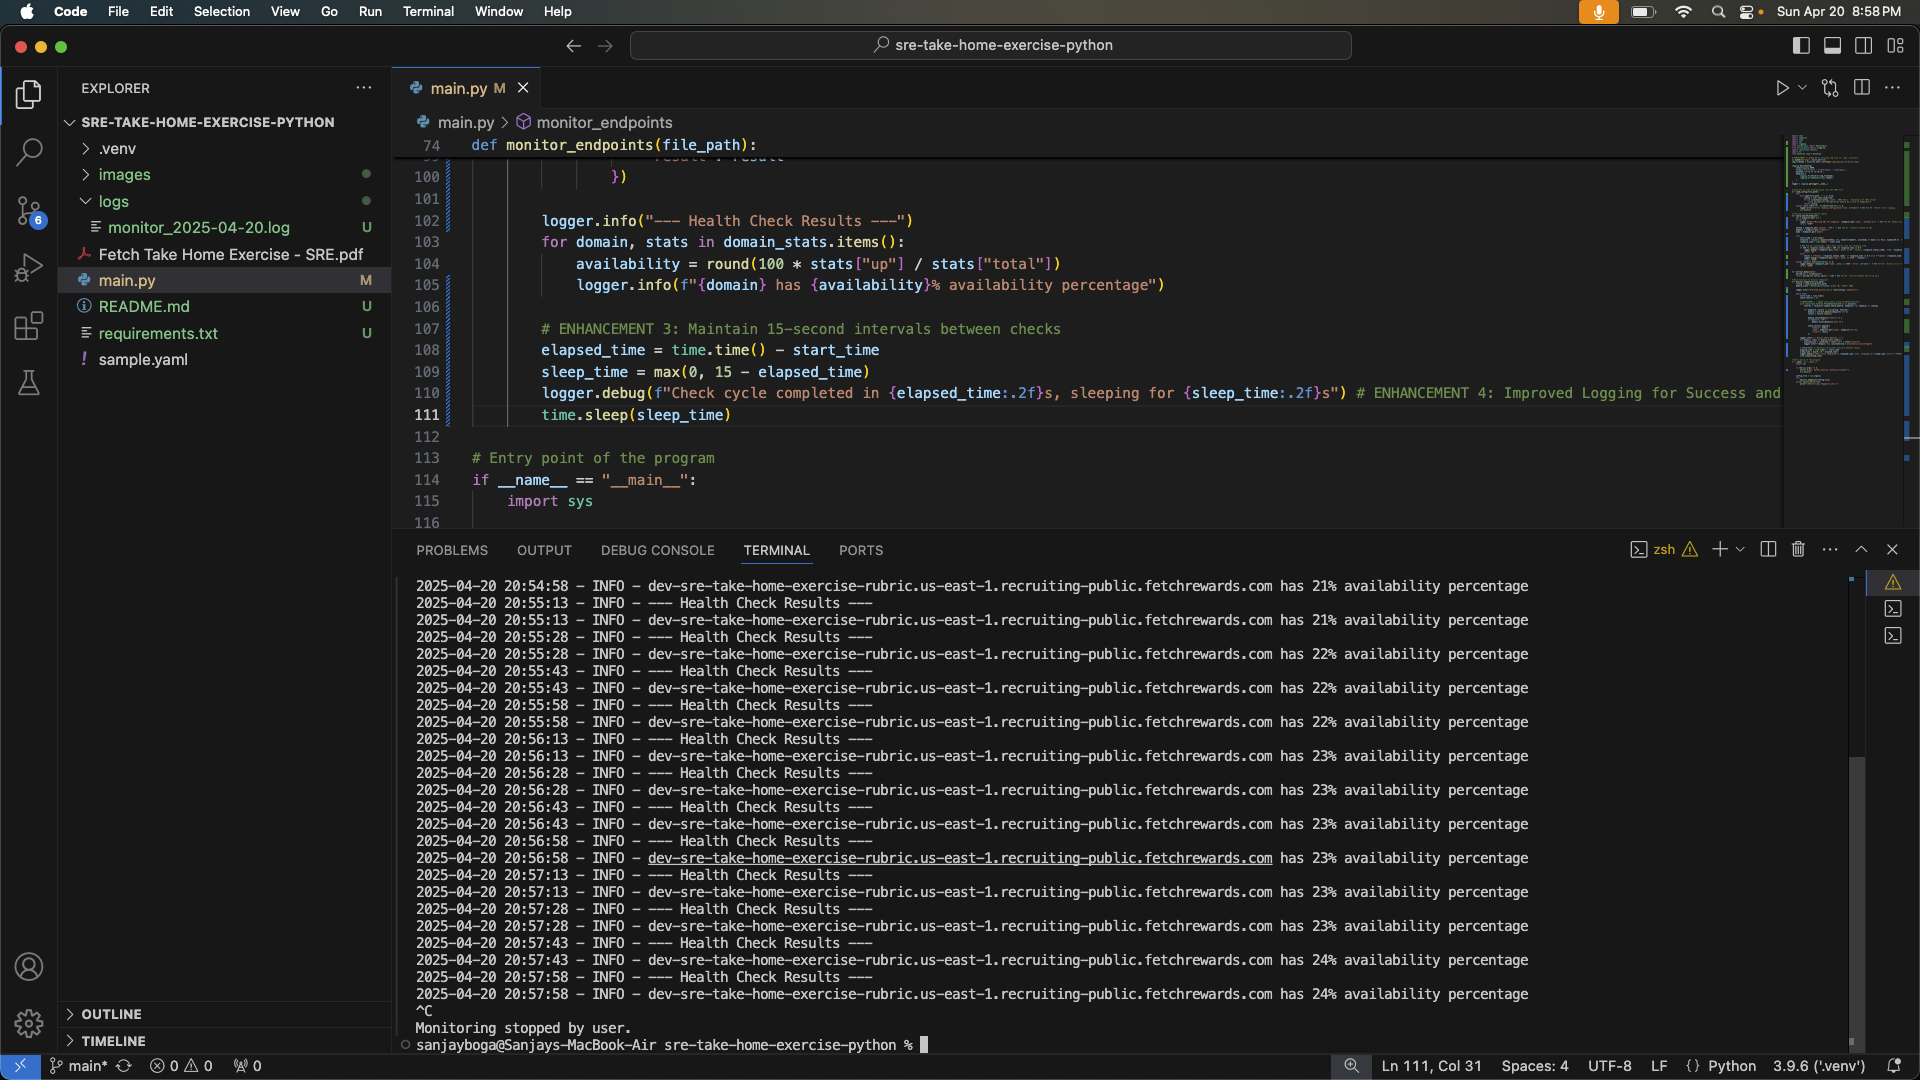 Code File Edit Selection View Go Run Terminal Window Help Sun Apr 20 8:58 PM
sre-take-home-exercise-python
EXPLORER
main.py M
SRE-TAKE-HOME-EXERCISE-PYTHON
main.py > monitor_endpoints
.venv
images
logs
monitor_2025-04-20.log U
Fetch Take Home Exercise - SRE.pdf
main.py M
README.md U
requirements.txt U
sample.yaml
74 def monitor_endpoints(file_path):
100 })
101
102 logger.info("--- Health Check Results ---")
103 for domain, stats in domain_stats.items():
104 availability = round(100 * stats["up"] / stats["total"])
105 logger.info(f"{domain} has {availability}% availability percentage")
106
107 # ENHANCEMENT 3: Maintain 15-second intervals between checks
108 elapsed_time = time.time() - start_time
109 sleep_time = max(0, 15 - elapsed_time)
110 logger.debug(f"Check cycle completed in {elapsed_time:.2f}s, sleeping for {sleep_time:.2f}s") # ENHANCEMENT 4: Improved Logging for Success and
111 time.sleep(sleep_time)
112
113 # Entry point of the program
114 if __name__ == "__main__":
115 import sys
116
PROBLEMS OUTPUT DEBUG CONSOLE TERMINAL PORTS zsh
2025-04-20 20:54:58 - INFO - dev-sre-take-home-exercise-rubric.us-east-1.recruiting-public.fetchrewards.com has 21% availability percentage
2025-04-20 20:55:13 - INFO - --- Health Check Results ---
2025-04-20 20:55:13 - INFO - dev-sre-take-home-exercise-rubric.us-east-1.recruiting-public.fetchrewards.com has 21% availability percentage
2025-04-20 20:55:28 - INFO - --- Health Check Results ---
2025-04-20 20:55:28 - INFO - dev-sre-take-home-exercise-rubric.us-east-1.recruiting-public.fetchrewards.com has 22% availability percentage
2025-04-20 20:55:43 - INFO - --- Health Check Results ---
2025-04-20 20:55:43 - INFO - dev-sre-take-home-exercise-rubric.us-east-1.recruiting-public.fetchrewards.com has 22% availability percentage
2025-04-20 20:55:58 - INFO - --- Health Check Results ---
2025-04-20 20:55:58 - INFO - dev-sre-take-home-exercise-rubric.us-east-1.recruiting-public.fetchrewards.com has 22% availability percentage
2025-04-20 20:56:13 - INFO - --- Health Check Results ---
2025-04-20 20:56:13 - INFO - dev-sre-take-home-exercise-rubric.us-east-1.recruiting-public.fetchrewards.com has 23% availability percentage
2025-04-20 20:56:28 - INFO - --- Health Check Results ---
2025-04-20 20:56:28 - INFO - dev-sre-take-home-exercise-rubric.us-east-1.recruiting-public.fetchrewards.com has 23% availability percentage
2025-04-20 20:56:43 - INFO - --- Health Check Results ---
2025-04-20 20:56:43 - INFO - dev-sre-take-home-exercise-rubric.us-east-1.recruiting-public.fetchrewards.com has 23% availability percentage
2025-04-20 20:56:58 - INFO - --- Health Check Results ---
2025-04-20 20:56:58 - INFO - dev-sre-take-home-exercise-rubric.us-east-1.recruiting-public.fetchrewards.com has 23% availability percentage
2025-04-20 20:57:13 - INFO - --- Health Check Results ---
2025-04-20 20:57:13 - INFO - dev-sre-take-home-exercise-rubric.us-east-1.recruiting-public.fetchrewards.com has 23% availability percentage
2025-04-20 20:57:28 - INFO - --- Health Check Results ---
2025-04-20 20:57:28 - INFO - dev-sre-take-home-exercise-rubric.us-east-1.recruiting-public.fetchrewards.com has 23% availability percentage
2025-04-20 20:57:43 - INFO - --- Health Check Results ---
2025-04-20 20:57:43 - INFO - dev-sre-take-home-exercise-rubric.us-east-1.recruiting-public.fetchrewards.com has 24% availability percentage
2025-04-20 20:57:58 - INFO - --- Health Check Results ---
2025-04-20 20:57:58 - INFO - dev-sre-take-home-exercise-rubric.us-east-1.recruiting-public.fetchrewards.com has 24% availability percentage
^C
Monitoring stopped by user.
sanjayboga@Sanjays-MacBook-Air sre-take-home-exercise-python %
6
OUTLINE
TIMELINE
main* 0 0 0 Ln 111, Col 31 Spaces: 4 UTF-8 LF {} Python 3.9.6 ('.venv')